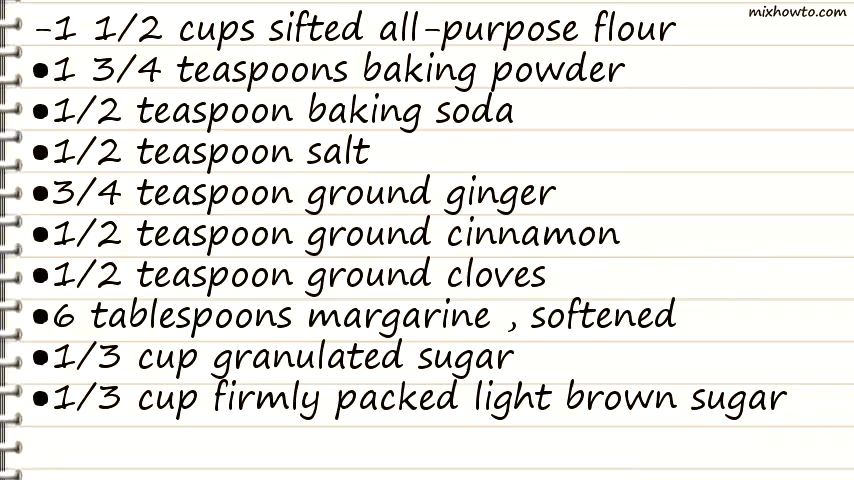 mixhowto.com
-1 1/2 cups sifted all-purpose flour
•1 3/4 teaspoons baking powder
•1/2 teaspoon baking soda
•1/2 teaspoon salt
•3/4 teaspoon ground ginger
•1/2 teaspoon ground cinnamon
•1/2 teaspoon ground cloves
•6 tablespoons margarine , softened
•1/3 cup granulated sugar
•1/3 cup firmly packed light brown sugar